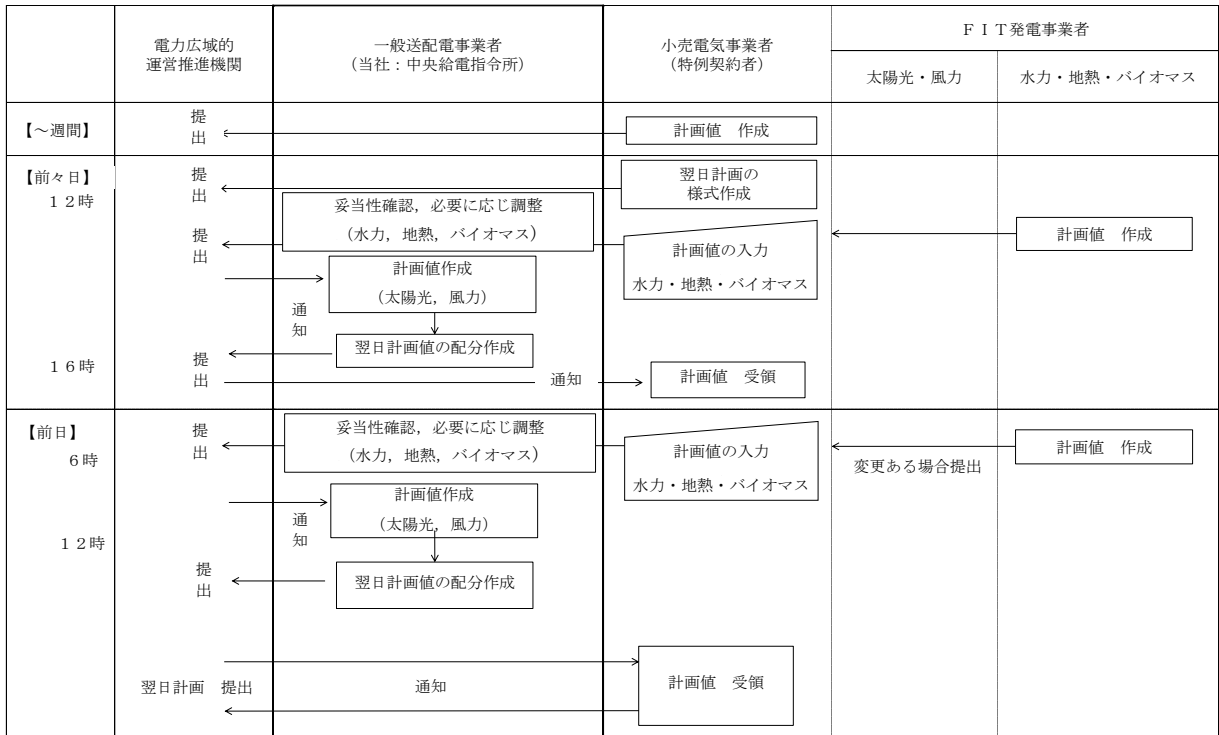 電力広域的
運営推進機関
一般送配電事業者
(当社：中央給電指令所)
小売電気事業者
(特例契約者)
ＦＩＴ発電事業者
太陽光・風力
水力・地熱・バイオマス
【～週間】
提
出
計画値　作成
【前々日】
１２時
提
出
翌日計画の
様式作成
妥当性確認，必要に応じ調整
(水力，地熱，バイオマス)
提
出
計画値の入力
水力・地熱・バイオマス
計画値　作成
計画値作成
(太陽光，風力)
通
知
翌日計画値の配分作成
１６時
提
出
通知
計画値　受領
【前日】
６時
提
出
妥当性確認，必要に応じ調整
(水力，地熱，バイオマス)
計画値の入力
水力・地熱・バイオマス
変更ある場合提出
計画値　作成
計画値作成
(太陽光，風力)
通
知
１２時
提
出
翌日計画値の配分作成
翌日計画　提出
通知
計画値　受領